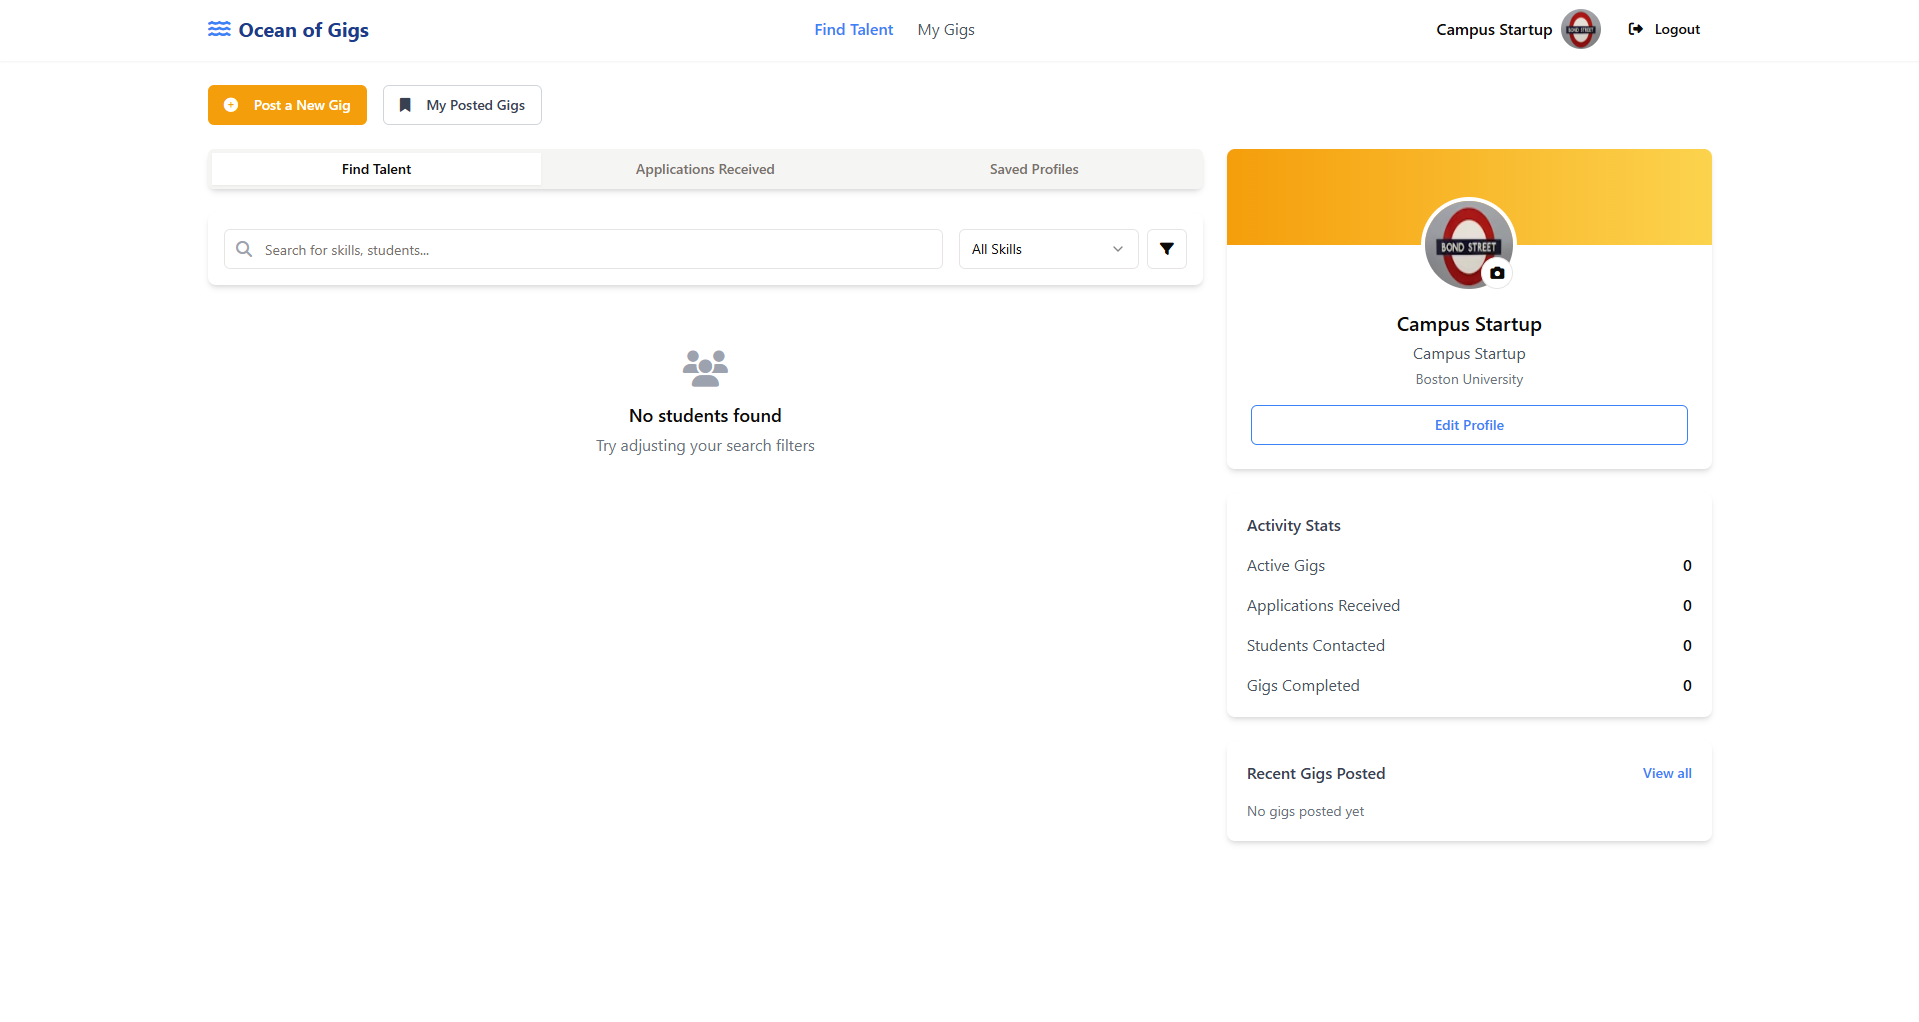 Ocean of Gigs
Find Talent
My Gigs
Campus Startup
BOND STREET
Logout
Post a New Gig
My Posted Gigs
Find Talent
Applications Received
Saved Profiles
Search for skills, students...
All Skills
No students found
Try adjusting your search filters
BOND STREET
Campus Startup
Campus Startup
Boston University
Edit Profile
Activity Stats
Active Gigs 0
Applications Received 0
Students Contacted 0
Gigs Completed 0
Recent Gigs Posted
View all
No gigs posted yet